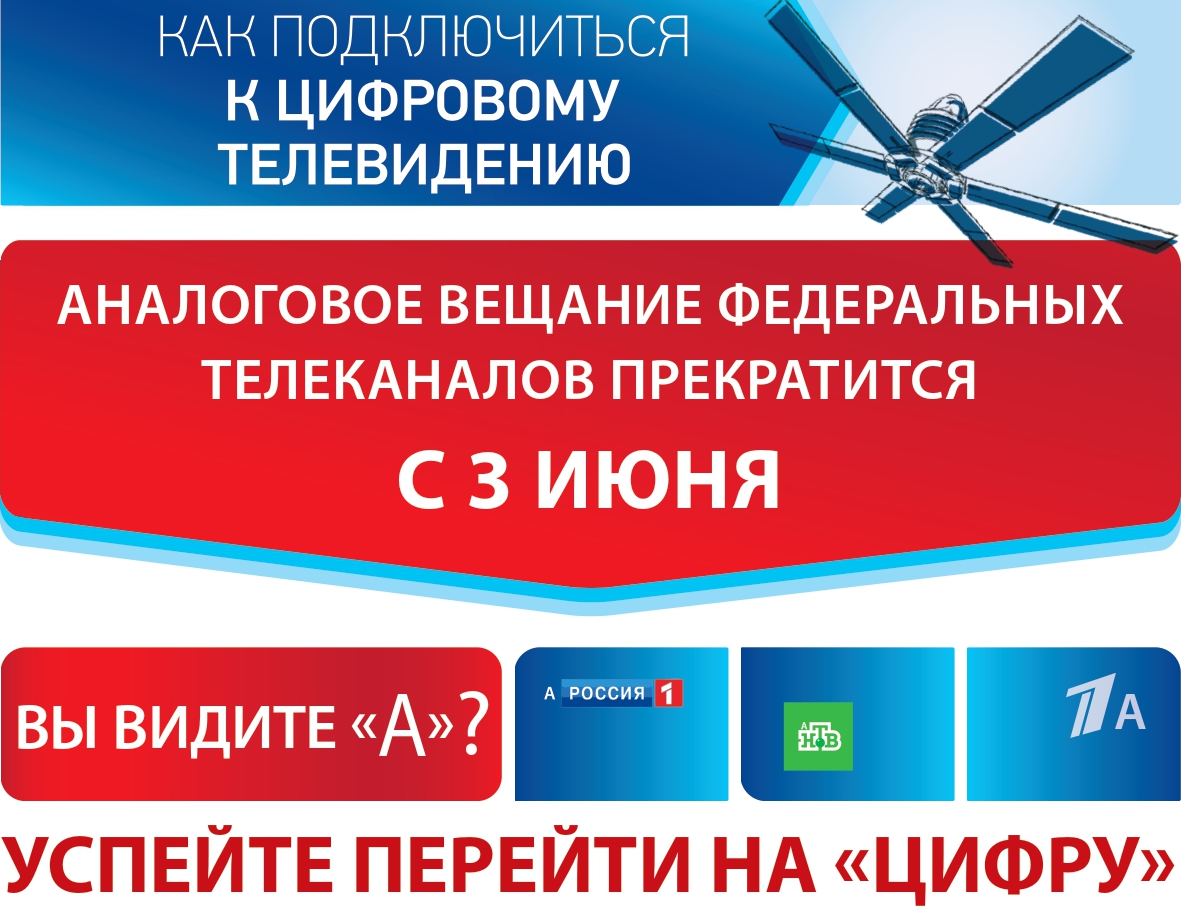 КАК ПОДКЛЮЧИТЬСЯ
К ЦИФРОВОМУ
ТЕЛЕВИДЕНИЮ
АНАЛОГОВОЕ ВЕЩАНИЕ ФЕДЕРАЛЬНЫХ
ТЕЛЕКАНАЛОВ ПРЕКРАТИТСЯ
С 3 ИЮНЯ
ВЫ ВИДИТЕ «А»?
А РОССИЯ 1
А
НТВ
1 А
УСПЕЙТЕ ПЕРЕЙТИ НА «ЦИФРУ»